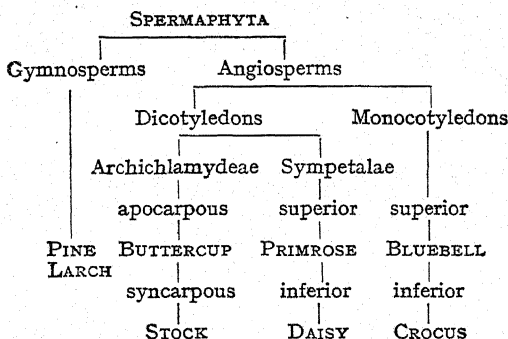 SPERMAPHYTA
Gymnosperms Angiosperms
Dicotyledons Monocotyledons
Archichlamydeae Sympetalae
apocarpous superior superior
PINE BUTTERCUP PRIMROSE BLUEBELL
LARCH
syncarpous inferior inferior
STOCK DAISY CROCUS